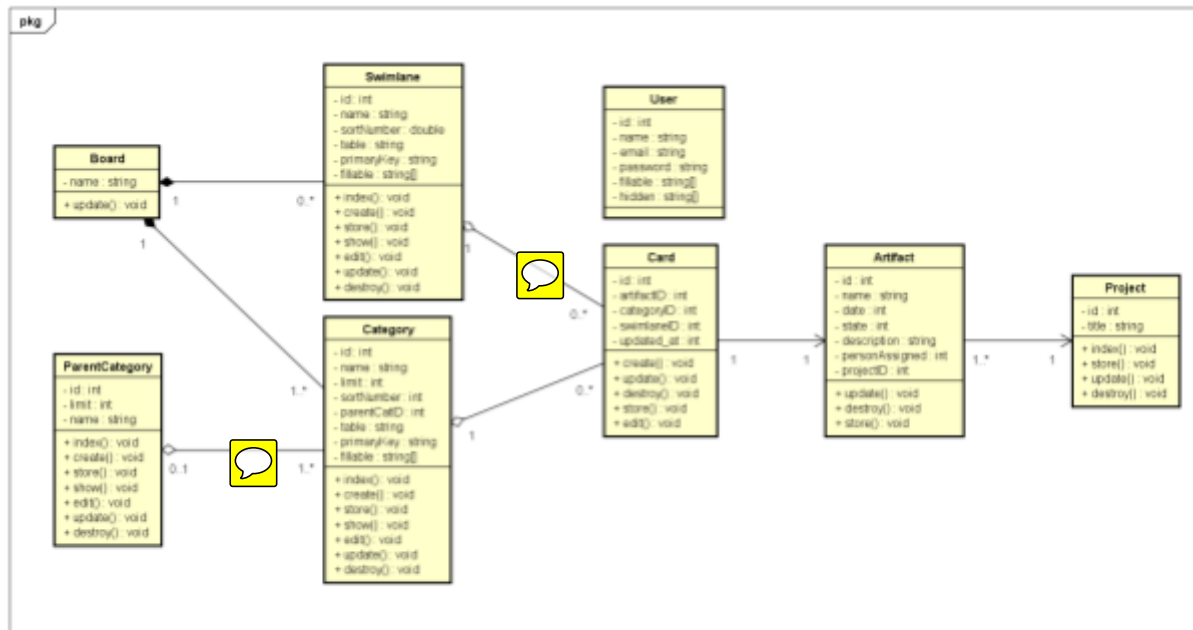 pkg
Swimlane
- id : int
- name : string
- sortNumber : double
- table : string
- primaryKey : string
- fillable : string[]
+ index() : void
+ create() : void
+ store() : void
+ show() : void
+ edit() : void
+ update() : void
+ destroy() : void
User
- id : int
- name : string
- email : string
- password : string
- fillable : string[]
- hidden : string[]
Board
- name : string
+ update() : void
1
0..*
1
1..*
1
0..*
Card
- id : int
- artifactID : int
- categoryID : int
- swimlaneID : int
- updated_at : int
+ create() : void
+ update() : void
+ destroy() : void
+ store() : void
+ edit() : void
Artifact
- id : int
- name : string
- date : int
- state : int
- description : string
- personAssigned : int
- projectID : int
+ update() : void
+ destroy() : void
+ store() : void
Project
- id : int
- title : string
+ index() : void
+ store() : void
+ update() : void
+ destroy() : void
1
1
1..*
1
ParentCategory
- id : int
- limit : int
- name : string
+ index() : void
+ create() : void
+ store() : void
+ show() : void
+ edit() : void
+ update() : void
+ destroy() : void
0..1
1..*
Category
- id : int
- name : string
- limit : int
- sortNumber : int
- parentCatID : int
- table : string
- primaryKey : string
- fillable : string[]
+ index() : void
+ create() : void
+ store() : void
+ show() : void
+ edit() : void
+ update() : void
+ destroy() : void
1
0..*